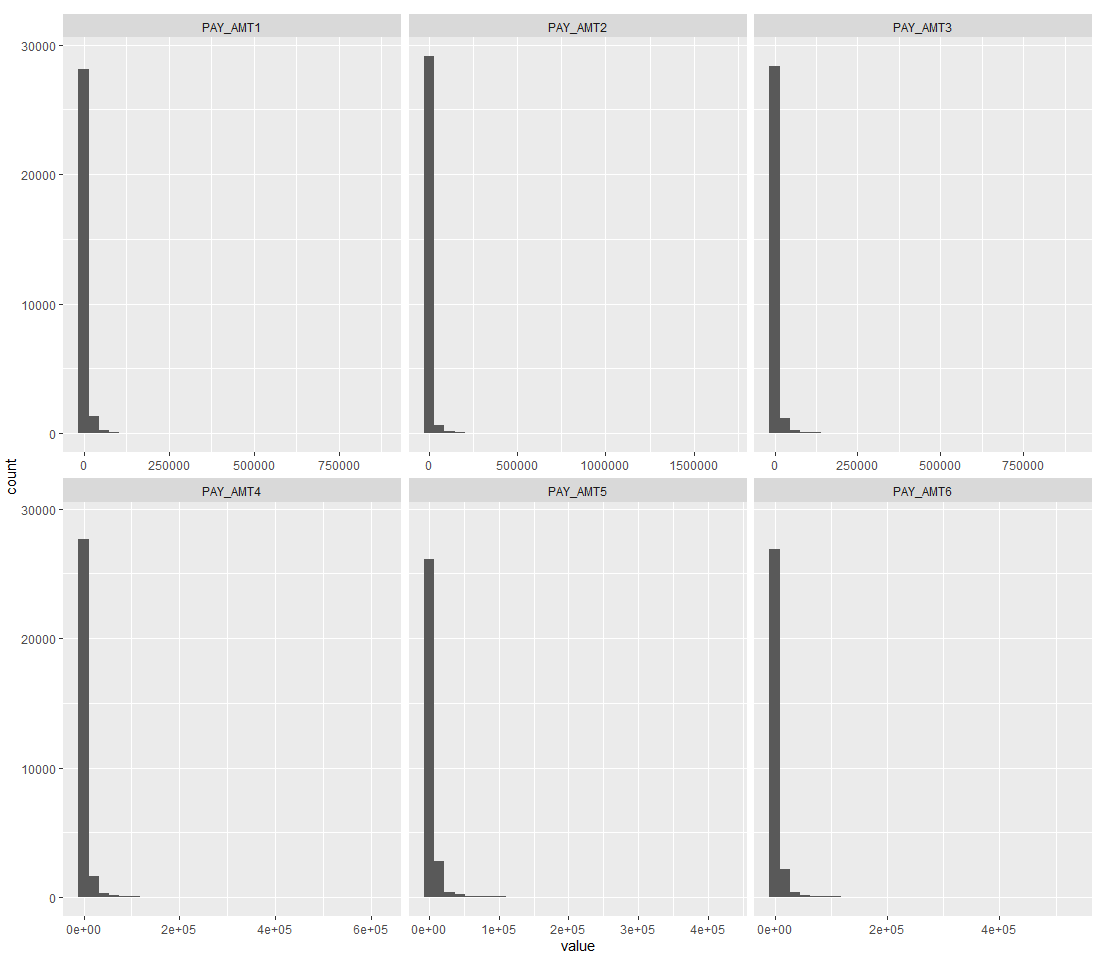 PAY_AMT1 PAY_AMT2 PAY_AMT3
30000
20000
10000
0
0 250000 500000 750000 0 500000 1000000 1500000 0 250000 500000 750000
count
PAY_AMT4 PAY_AMT5 PAY_AMT6
30000
20000
10000
0
0e+00 2e+05 4e+05 6e+05 0e+00 1e+05 2e+05 3e+05 4e+05 0e+00 2e+05 4e+05
value